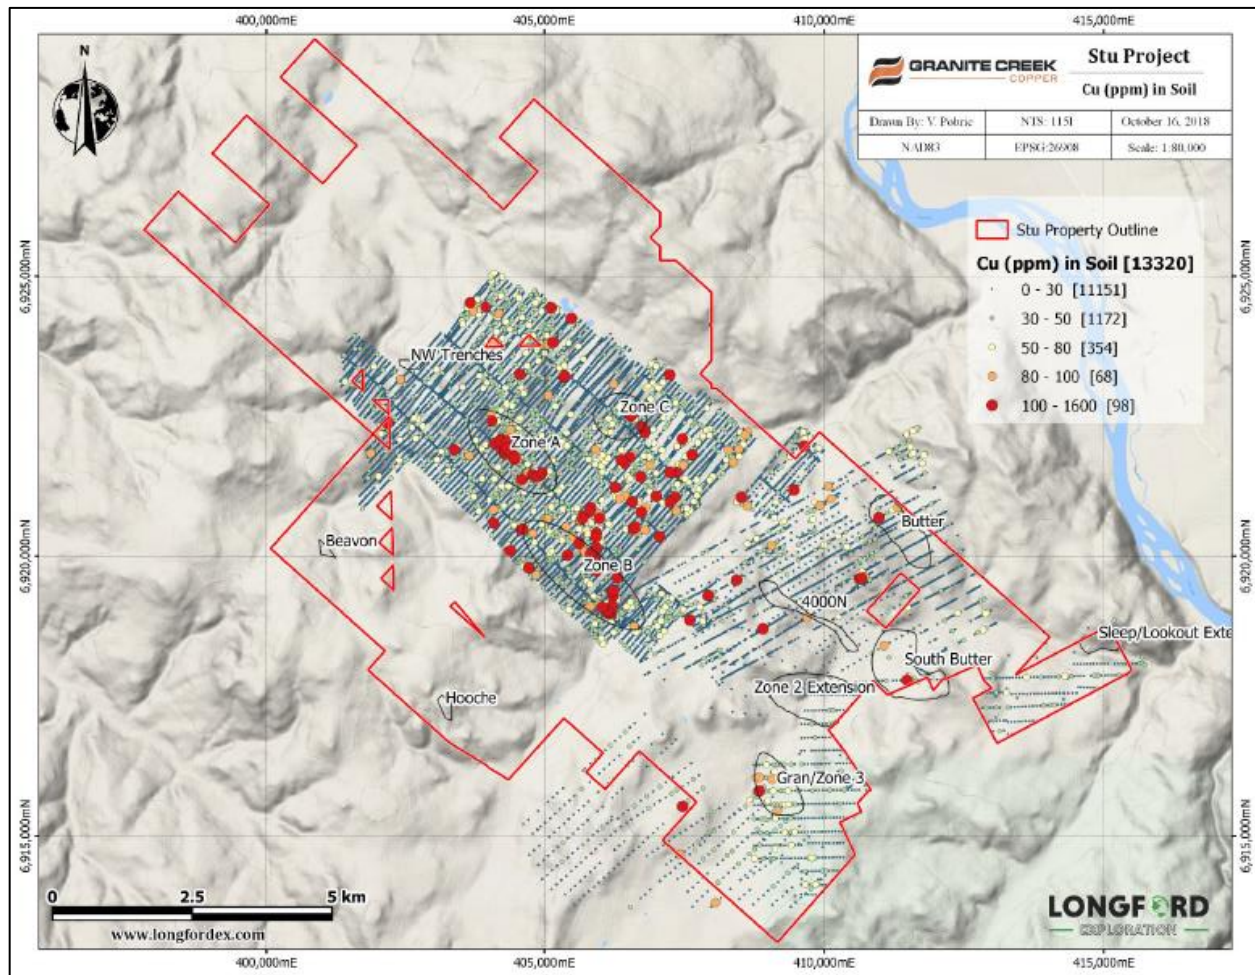 400,000mE
405,000mE
410,000mE
415,000mE
N
GRANITE CREEK
COPPER
Stu Project
Cu (ppm) in Soil
Drawn By: V. Pobric
NTS: 115I
October 16, 2018
NAD83
EPSG:26908
Scale: 1:80,000
Stu Property Outline
Cu (ppm) in Soil [13320]
0 - 30 [11151]
30 - 50 [1172]
50 - 80 [354]
80 - 100 [68]
100 - 1600 [98]
6,925,000mN
6,925,000mN
NW Trenches
Zone C
Zone A
Butter
Beavon
6,920,000mN
6,920,000mN
Zone B
4000N
Sleep/Lookout Exte
South Butter
Zone 2 Extension
Hooche
Gran/Zone 3
6,915,000mN
6,915,000mN
0 2.5 5 km
www.longfordex.com
LONGFORD
EXPLORATION
400,000mE
405,000mE
410,000mE
415,000mE